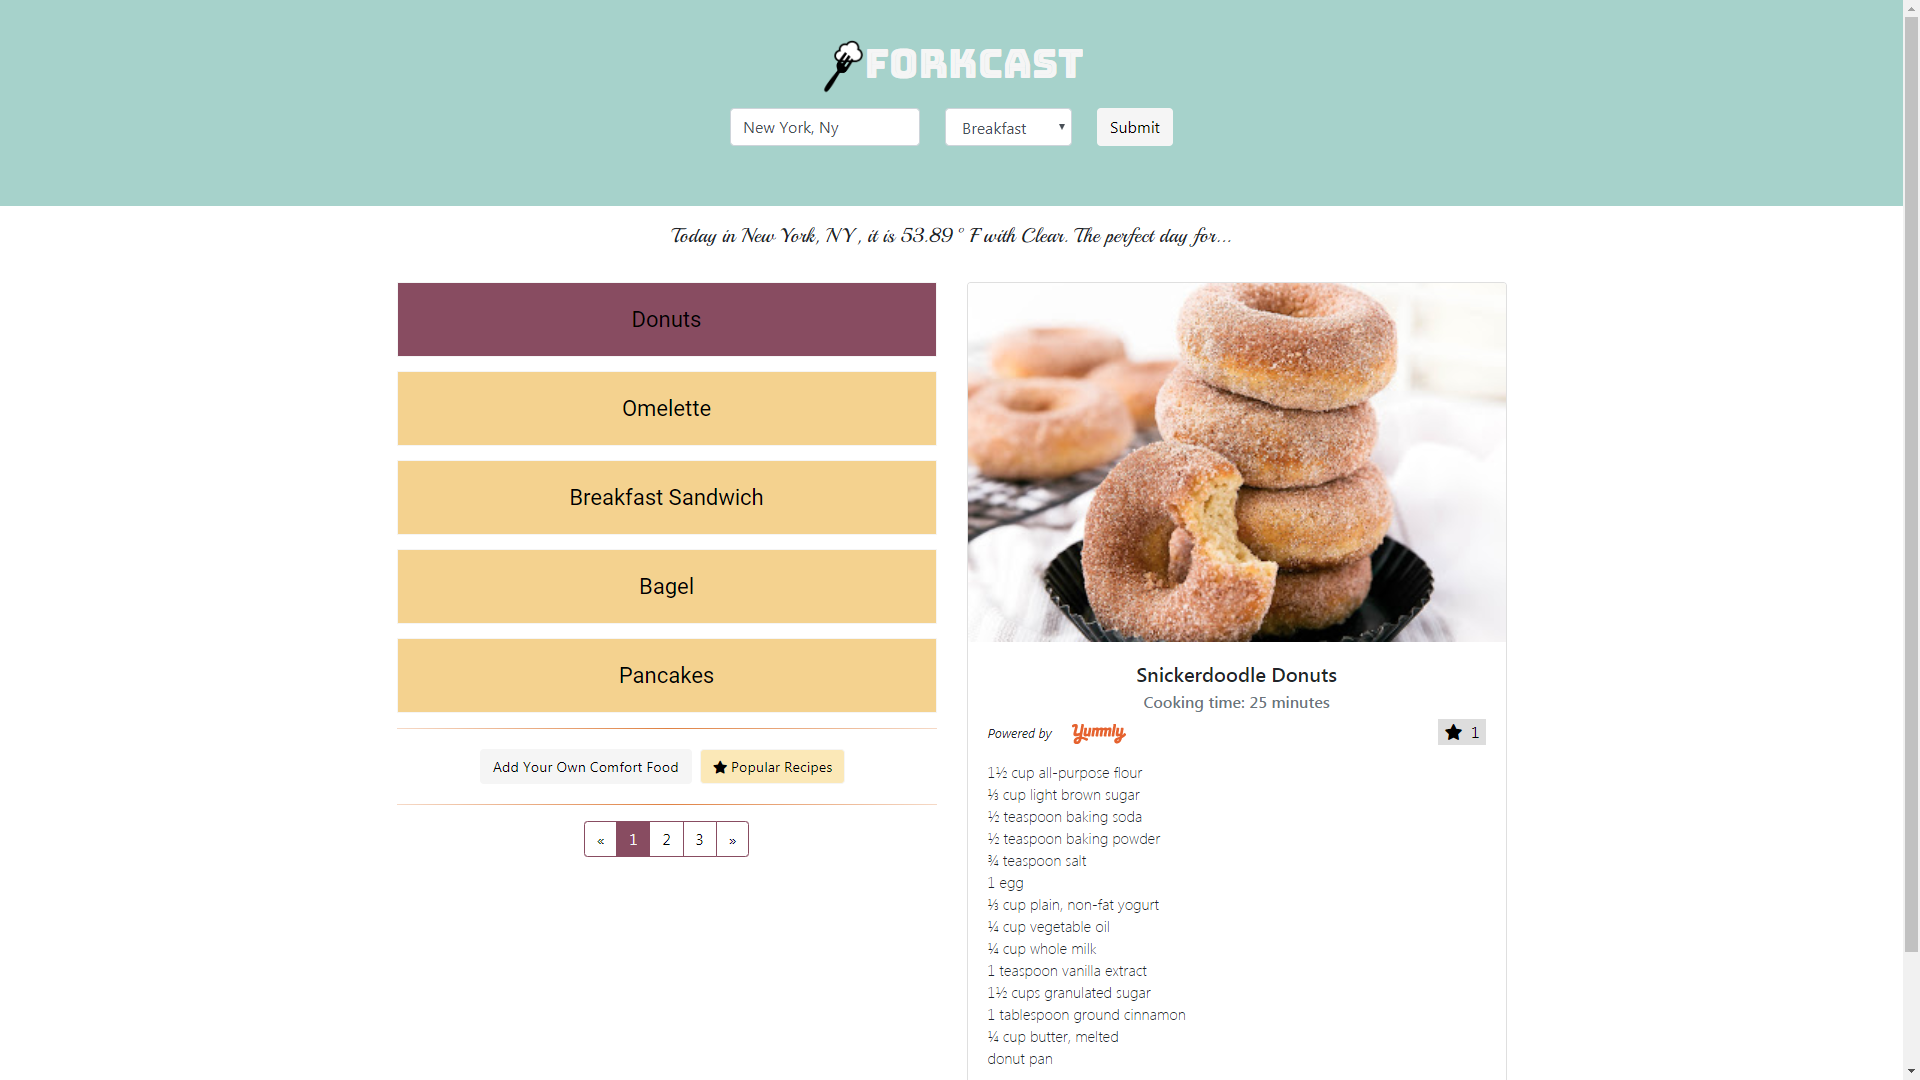 FORKCAST
New York, Ny
Breakfast
Submit
Today in New York, NY, it is 53.89° F with Clear. The perfect day for...
Donuts
Omelette
Breakfast Sandwich
Bagel
Pancakes
Add Your Own Comfort Food
Popular Recipes
« 1 2 3 »
Snickerdoodle Donuts
Cooking time: 25 minutes
Powered by Yummly
1
1½ cup all-purpose flour
⅓ cup light brown sugar
½ teaspoon baking soda
½ teaspoon baking powder
¾ teaspoon salt
1 egg
⅓ cup plain, non-fat yogurt
¼ cup vegetable oil
¼ cup whole milk
1 teaspoon vanilla extract
1½ cups granulated sugar
1 tablespoon ground cinnamon
¼ cup butter, melted
donut pan